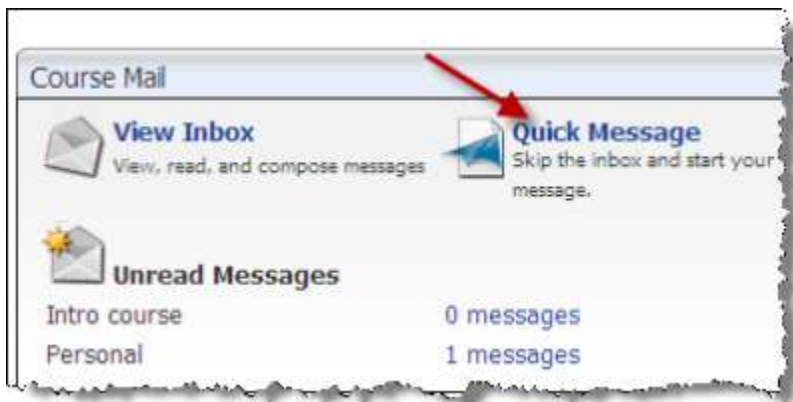 Course Mail
View Inbox
View, read, and compose messages
Quick Message
Skip the inbox and start your
message.
Unread Messages
Intro course 0 messages
Personal 1 messages